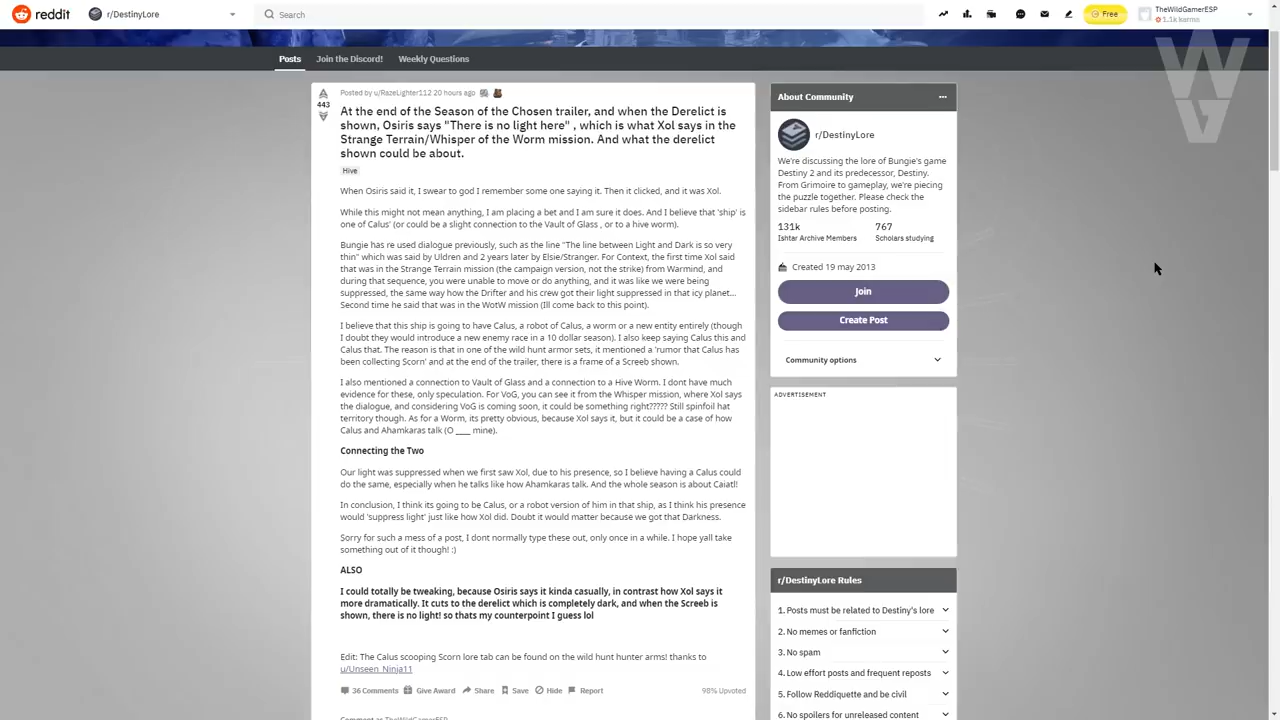 reddit
r/DestinyLore
Search
Free
TheWildGamerESP
1.1k karma
WG
Posts
Join the Discord!
Weekly Questions
Posted by u/RazeLighter112 20 hours ago
443
At the end of the Season of the Chosen trailer, and when the Derelict is
shown, Osiris says "There is no light here" , which is what Xol says in the
Strange Terrain/Whisper of the Worm mission. And what the derelict
shown could be about.
Hive
When Osiris said it, I swear to god I remember some one saying it. Then it clicked, and it was Xol.
While this might not mean anything, I am placing a bet and I am sure it does. And I believe that 'ship' is
one of Calus' (or could be a slight connection to the Vault of Glass , or to a hive worm).
Bungie has re used dialogue previously, such as the line "The line between Light and Dark is so very
thin" which was said by Uldren and 2 years later by Elsie/Stranger. For Context, the first time Xol said
that was in the Strange Terrain mission (the campaign version, not the strike) from Warmind, and
during that sequence, you were unable to move or do anything, and it was like we were being
suppressed, the same way how the Drifter and his crew got their light suppressed in that icy planet...
Second time he said that was in the WotW mission (Ill come back to this point).
I believe that this ship is going to have Calus, a robot of Calus, a worm or a new entity entirely (though
I doubt they would introduce a new enemy race in a 10 dollar season). I also keep saying Calus this and
Calus that. The reason is that in one of the wild hunt armor sets, it mentioned a 'rumor that Calus has
been collecting Scorn' and at the end of the trailer, there is a frame of a Screeb shown.
I also mentioned a connection to Vault of Glass and a connection to a Hive Worm. I dont have much
evidence for these, only speculation. For VoG, you can see it from the Whisper mission, where Xol says
the dialogue, and considering VoG is coming soon, it could be something right????? Still spinfoil hat
territory though. As for a Worm, its pretty obvious, because Xol says it, but it could be a case of how
Calus and Ahamkaras talk (O ____ mine).
Connecting the Two
Our light was suppressed when we first saw Xol, due to his presence, so I believe having a Calus could
do the same, especially when he talks like how Ahamkaras talk. And the whole season is about Caiatl!
In conclusion, I think its going to be Calus, or a robot version of him in that ship, as I think his presence
would 'suppress light' just like how Xol did. Doubt it would matter because we got that Darkness.
Sorry for such a mess of a post, I dont normally type these out, only once in a while. I hope yall take
something out of it though! :)
ALSO
I could totally be tweaking, because Osiris says it kinda casually, in contrast how Xol says it
more dramatically. It cuts to the derelict which is completely dark, and when the Screeb is
shown, there is no light! so thats my counterpoint I guess lol
Edit: The Calus scooping Scorn lore tab can be found on the wild hunt hunter arms! thanks to
u/Unseen_Ninja11
36 Comments
Give Award
Share
Save
Hide
Report
98% Upvoted
Comment as TheWildGamerESP
About Community
r/DestinyLore
We're discussing the lore of Bungie's game
Destiny 2 and its predecessor, Destiny.
From Grimoire to gameplay, we're piecing
the puzzle together. Please check the
sidebar rules before posting.
131k
767
Ishtar Archive Members
Scholars studying
Created 19 may 2013
Join
Create Post
Community options
ADVERTISEMENT
r/DestinyLore Rules
1. Posts must be related to Destiny's lore
2. No memes or fanfiction
3. No spam
4. Low effort posts and frequent reposts
5. Follow Reddiquette and be civil
6. No spoilers for unreleased content